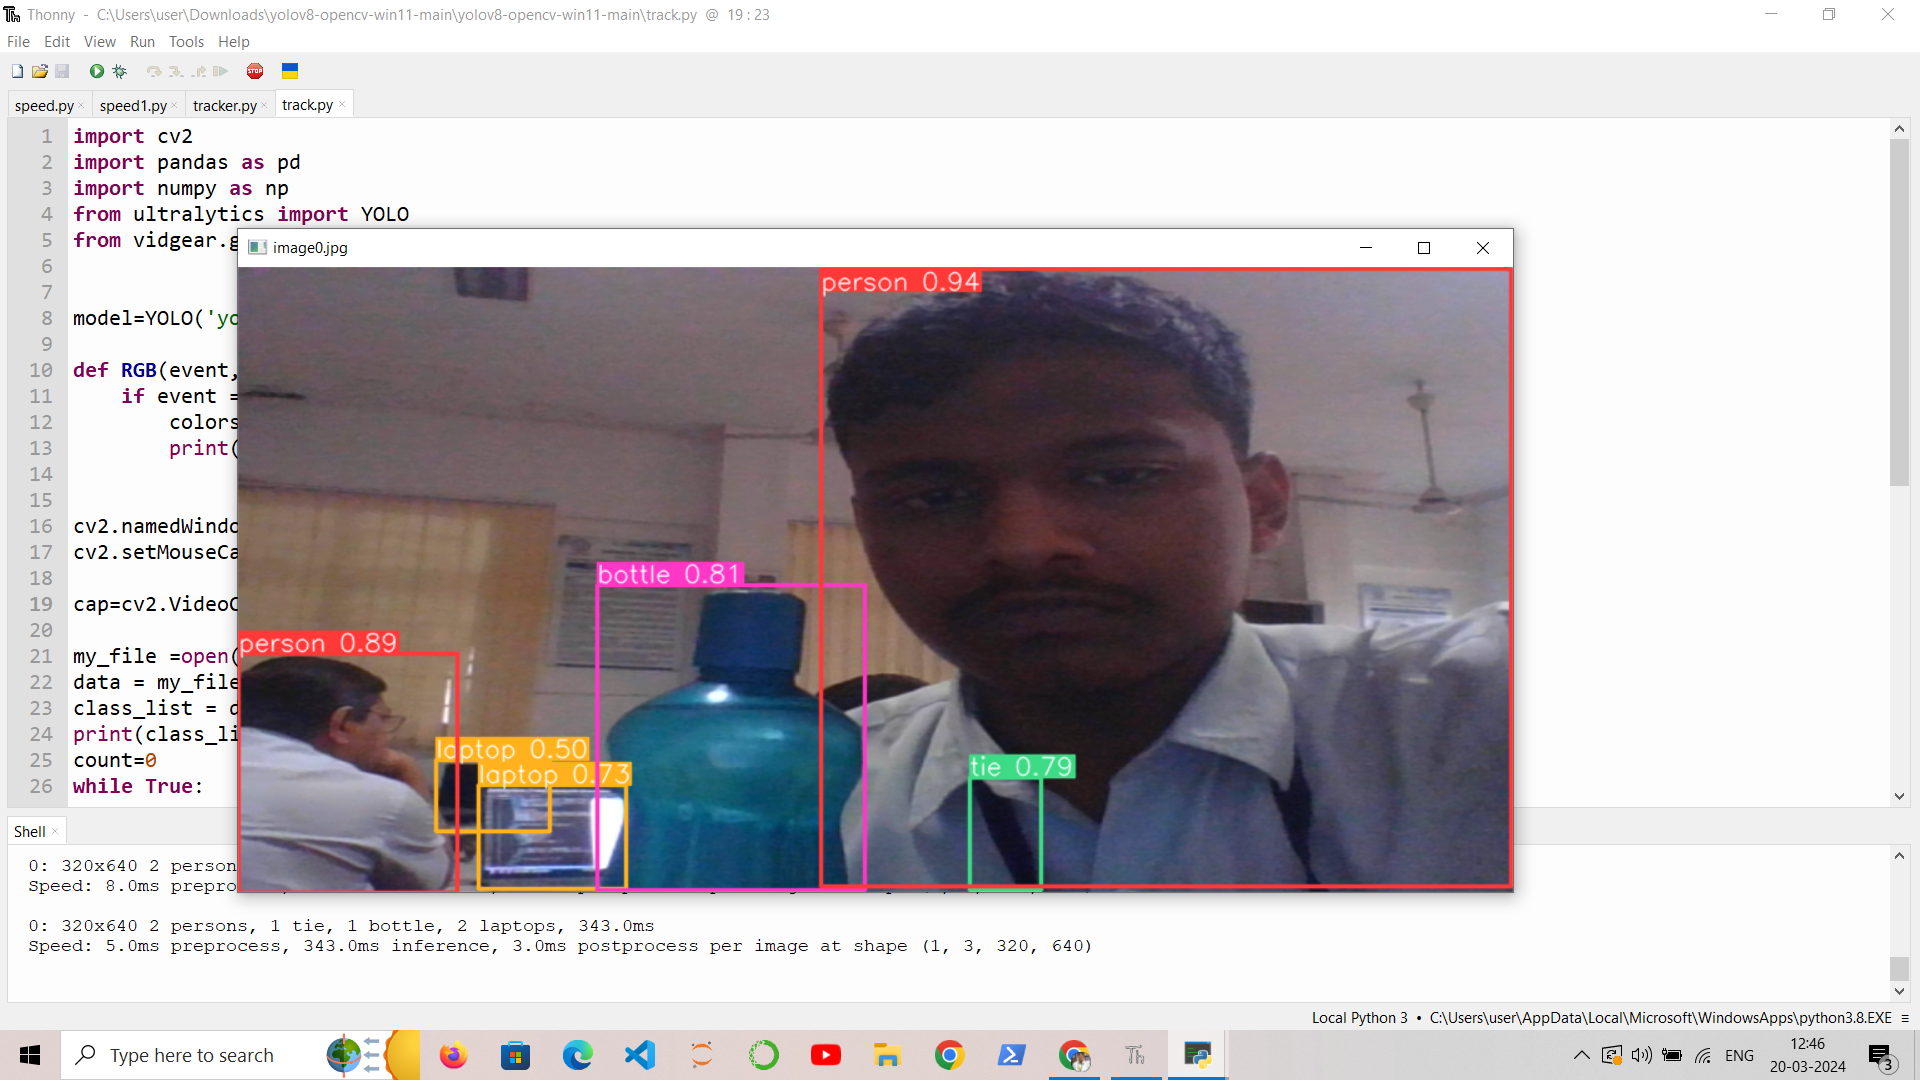 Thonny - C:\Users\user\Downloads\yolov8-opencv-win11-main\yolov8-opencv-win11-main\track.py @ 19 : 23
File Edit View Run Tools Help
STOP
speed.py × speed1.py × tracker.py × track.py ×
1 import cv2
2 import pandas as pd
3 import numpy as np
4 from ultralytics import YOLO
5 from vidgear.g
6
7
8 model=YOLO('yo
9
10 def RGB(event,
11 if event =
12 colors
13 print(
14
15
16 cv2.namedWindo
17 cv2.setMouseCa
18
19 cap=cv2.VideoC
20
21 my_file =open(
22 data = my_file
23 class_list = d
24 print(class_li
25 count=0
26 while True:
image0.jpg
person 0.94
bottle 0.81
person 0.89
laptop 0.50
laptop 0.73
tie 0.79
Shell ×
0: 320x640 2 person
Speed: 8.0ms prepro
0: 320x640 2 persons, 1 tie, 1 bottle, 2 laptops, 343.0ms
Speed: 5.0ms preprocess, 343.0ms inference, 3.0ms postprocess per image at shape (1, 3, 320, 640)
Local Python 3 • C:\Users\user\AppData\Local\Microsoft\WindowsApps\python3.8.EXE ≡
Type here to search
ENG
12:46
20-03-2024
3